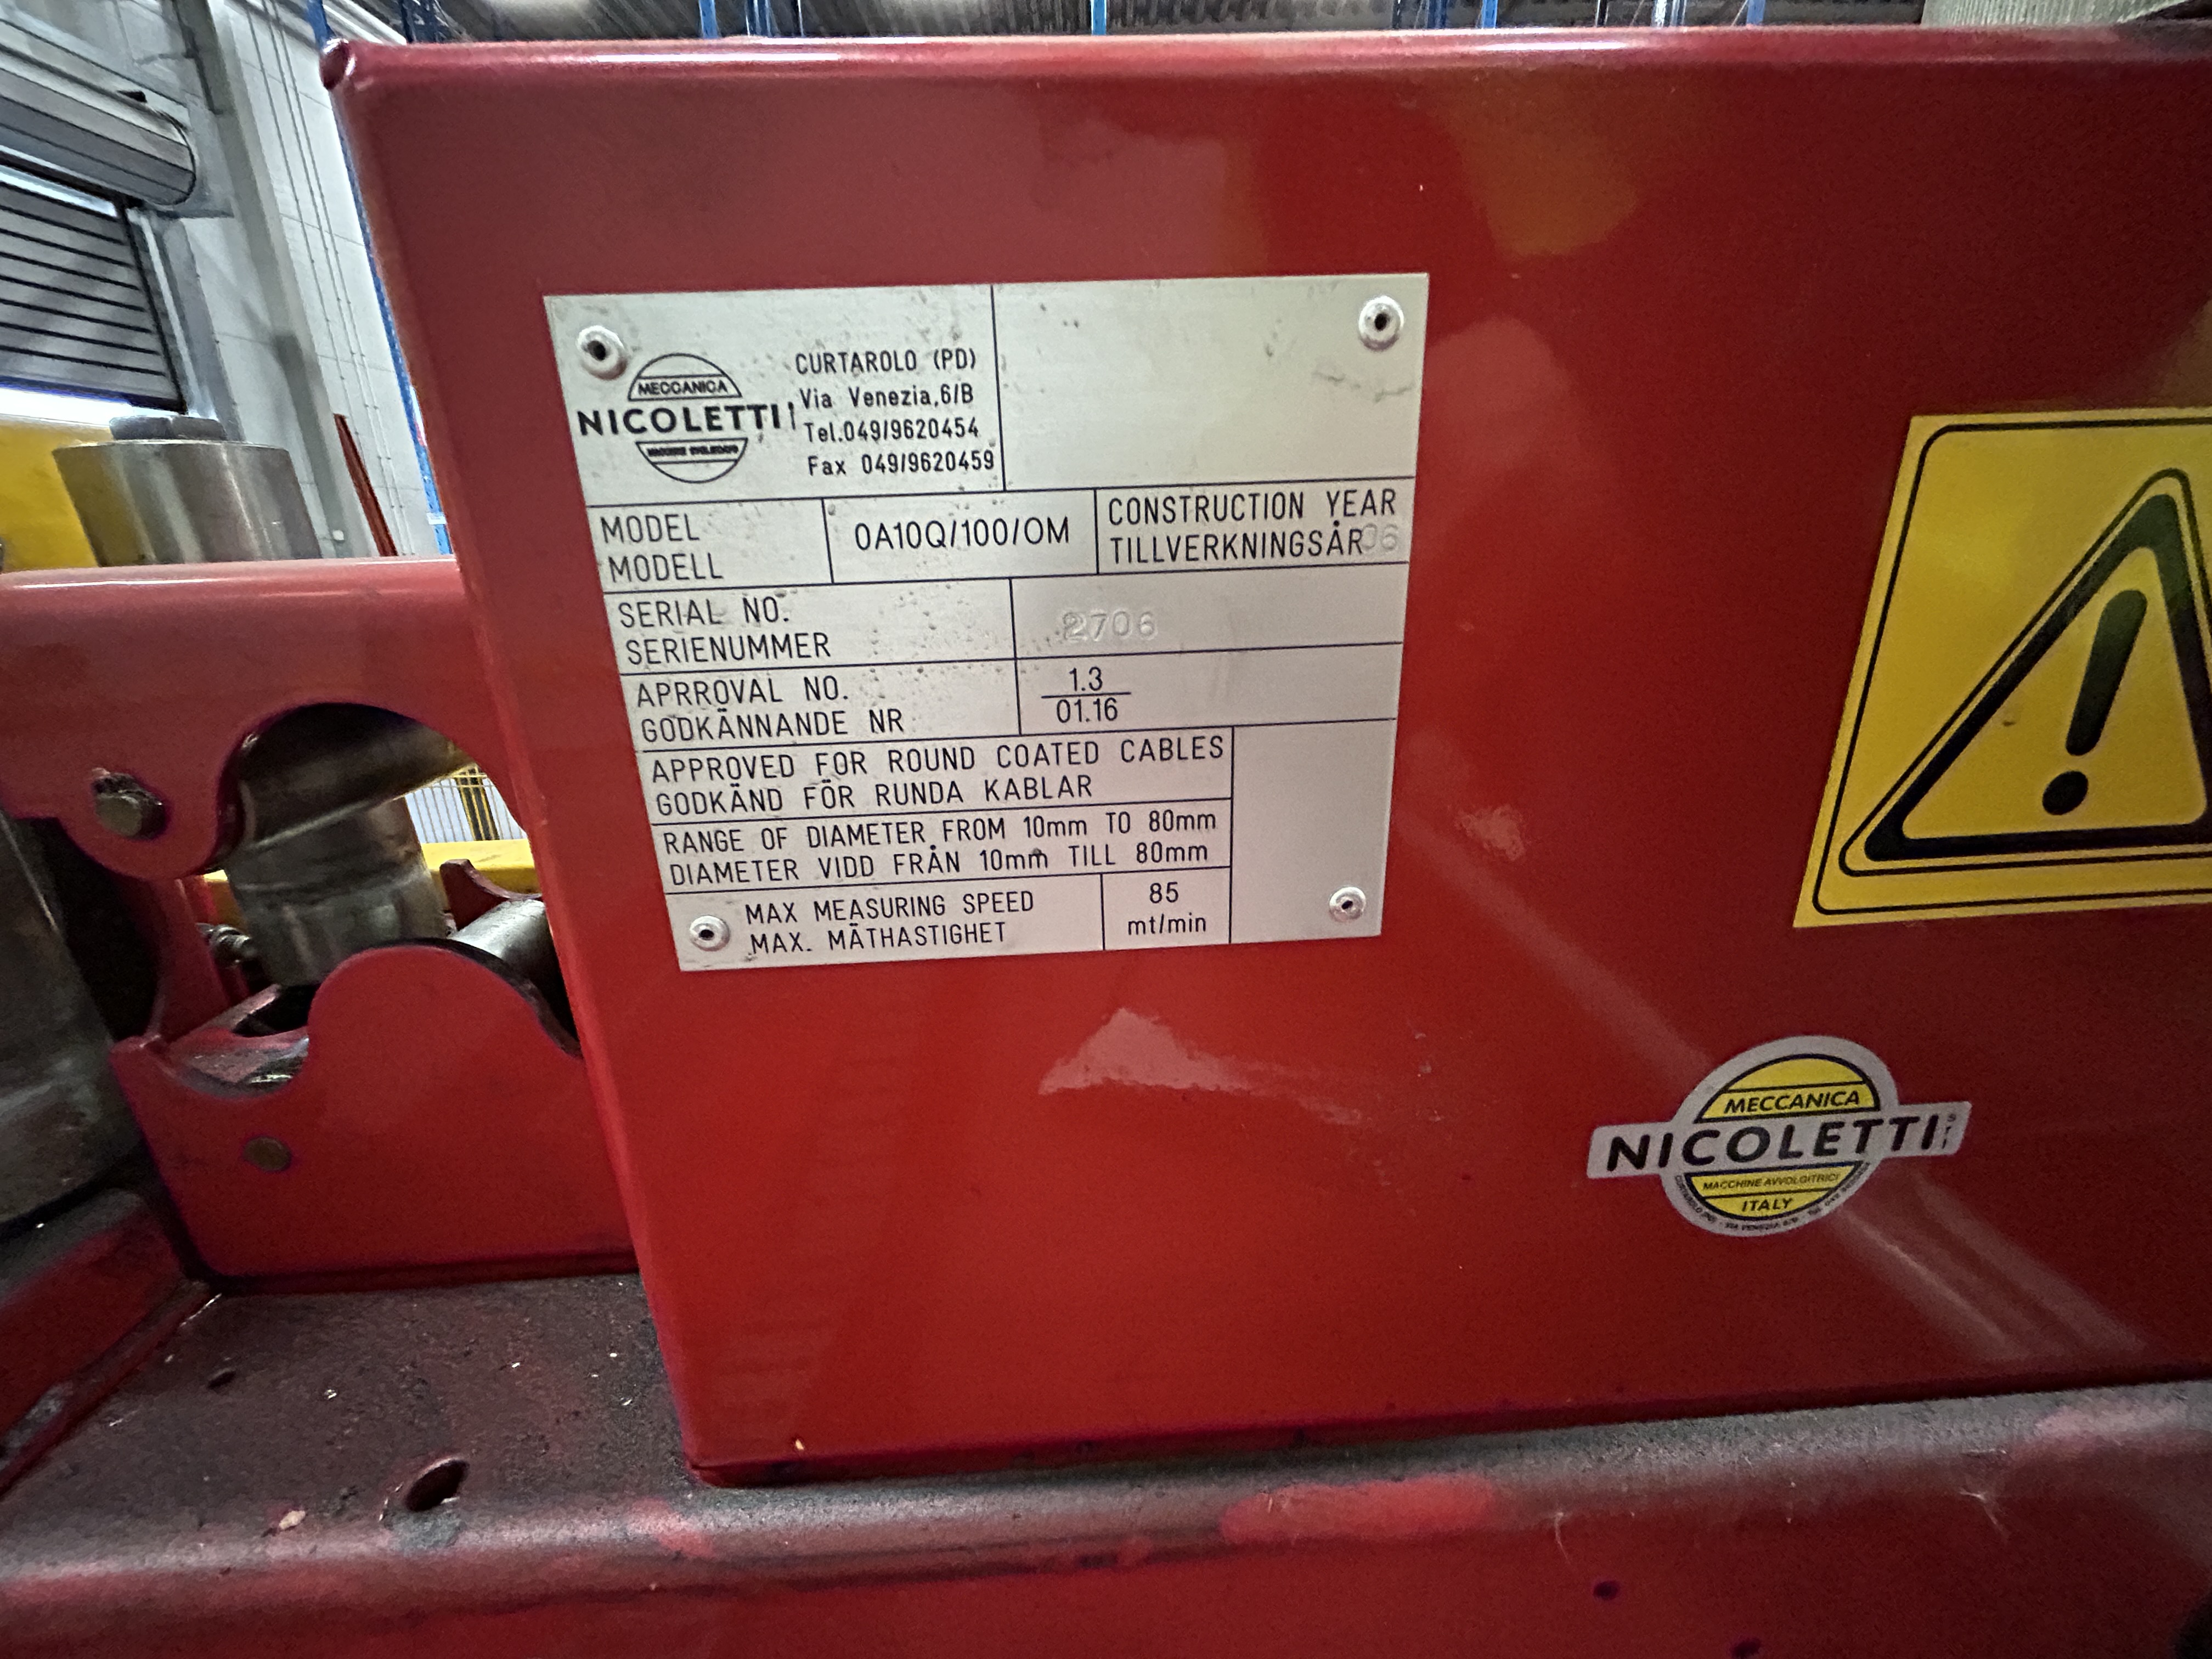 MECCANICA
NICOLETTI
CURTAROLO (PD)
Via Venezia,6/B
Tel.049/9620454
Fax 049/9620459
MODEL
MODELL
0A10Q/100/OM
CONSTRUCTION YEAR
TILLVERKNINGSÅR 06
SERIAL NO.
SERIENUMMER
2706
APRROVAL NO.
GODKÄNNANDE NR
1.3
01.16
APPROVED FOR ROUND COATED CABLES
GODKÄND FÖR RUNDA KABLAR
RANGE OF DIAMETER FROM 10mm TO 80mm
DIAMETER VIDD FRÅN 10mm TILL 80mm
MAX MEASURING SPEED
MAX. MÄTHASTIGHET
85
mt/min
MECCANICA
NICOLETTI srl
MACCHINE AVVOLGITRICI
ITALY